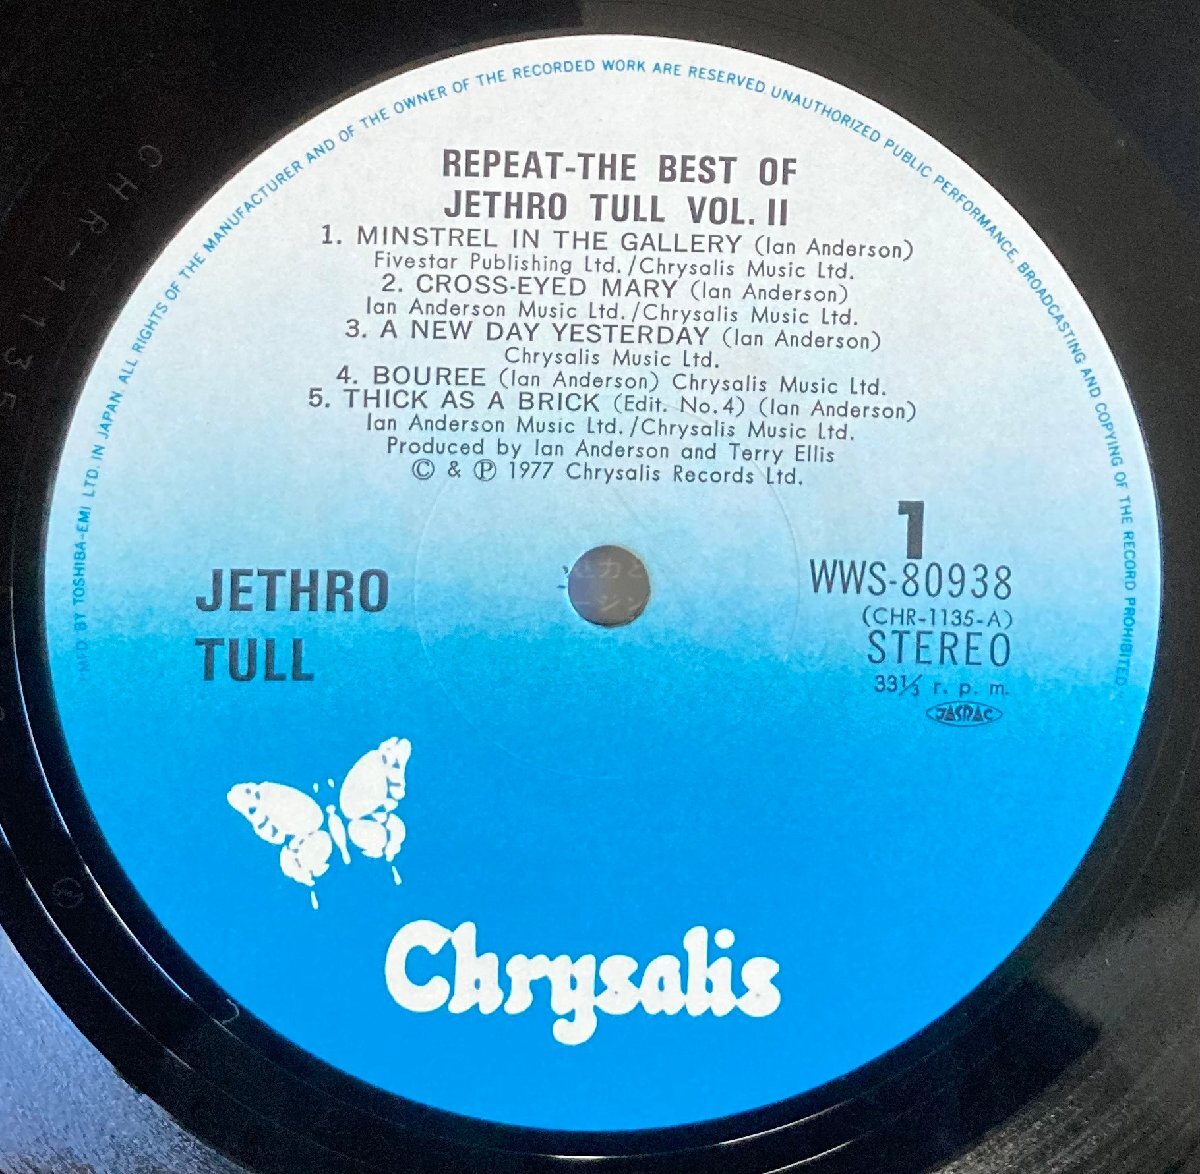 MF'D BY TOSHIBA-EMI LTD. IN JAPAN ALL RIGHTS OF THE MANUFACTURER AND OF THE OWNER OF THE RECORDED WORK ARE RESERVED UNAUTHORIZED PUBLIC PERFORMANCE, BROADCASTING AND COPYING OF THE RECORD PROHIBITED
REPEAT-THE BEST OF
JETHRO TULL VOL. II
1. MINSTREL IN THE GALLERY (Ian Anderson)
Fivestar Publishing Ltd./Chrysalis Music Ltd.
2. CROSS-EYED MARY (Ian Anderson)
Ian Anderson Music Ltd./Chrysalis Music Ltd.
3. A NEW DAY YESTERDAY (Ian Anderson)
Chrysalis Music Ltd.
4. BOUREE (Ian Anderson) Chrysalis Music Ltd.
5. THICK AS A BRICK (Edit. No.4) (Ian Anderson)
Ian Anderson Music Ltd./Chrysalis Music Ltd.
Produced by Ian Anderson and Terry Ellis
© & ℗ 1977 Chrysalis Records Ltd.
1
WWS-80938
(CHR-1135-A)
STEREO
33⅓ r. p. m.
JASRAC
JETHRO
TULL
Chrysalis
CHR-1135